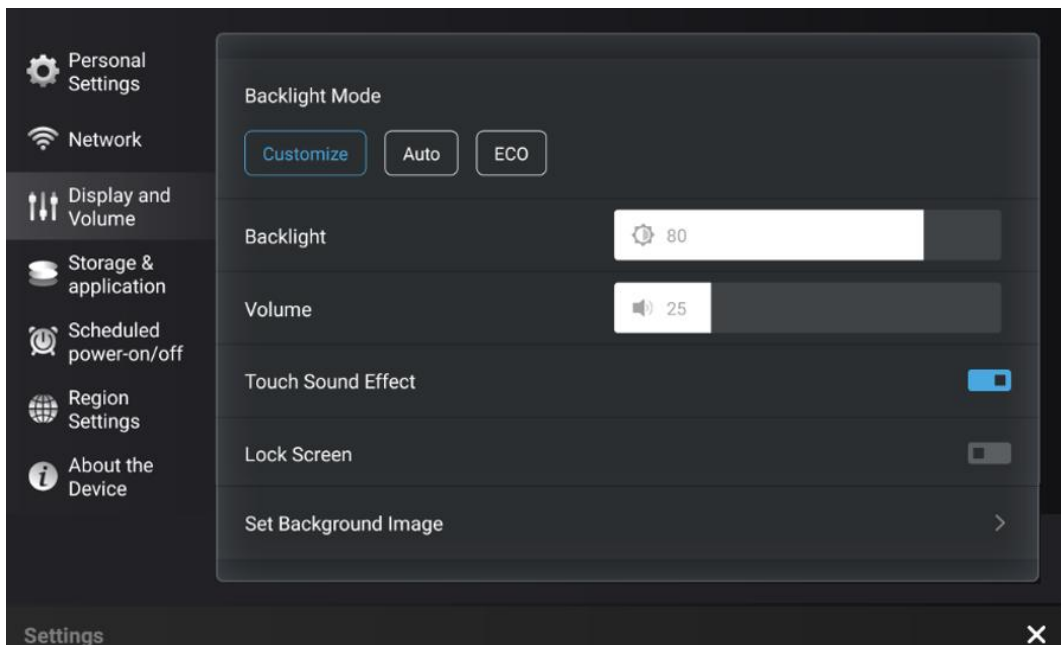 Personal
Settings
Network
Display and
Volume
Storage &
application
Scheduled
power-on/off
Region
Settings
About the
Device
Backlight Mode
Customize
Auto
ECO
Backlight
80
Volume
25
Touch Sound Effect
Lock Screen
Set Background Image
Settings